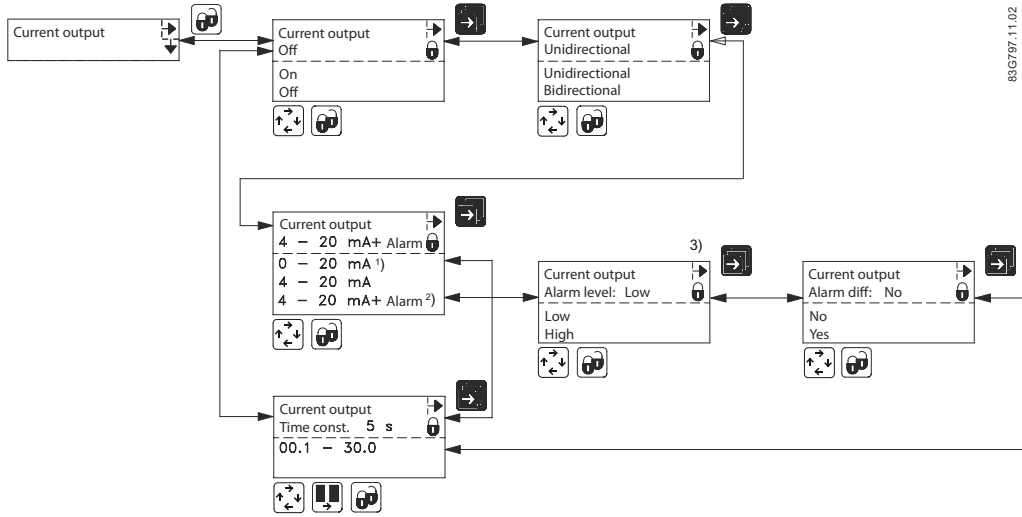 83G797.11.02
Current output
Current output
Off
On
Off
Current output
Unidirectional
Unidirectional
Bidirectional
Current output
4 – 20 mA+ Alarm
0 – 20 mA 1)
4 – 20 mA
4 – 20 mA+ Alarm 2)
3)
Current output
Alarm level: Low
Low
High
Current output
Alarm diff: No
No
Yes
Current output
Time const. 5 s
00.1 – 30.0